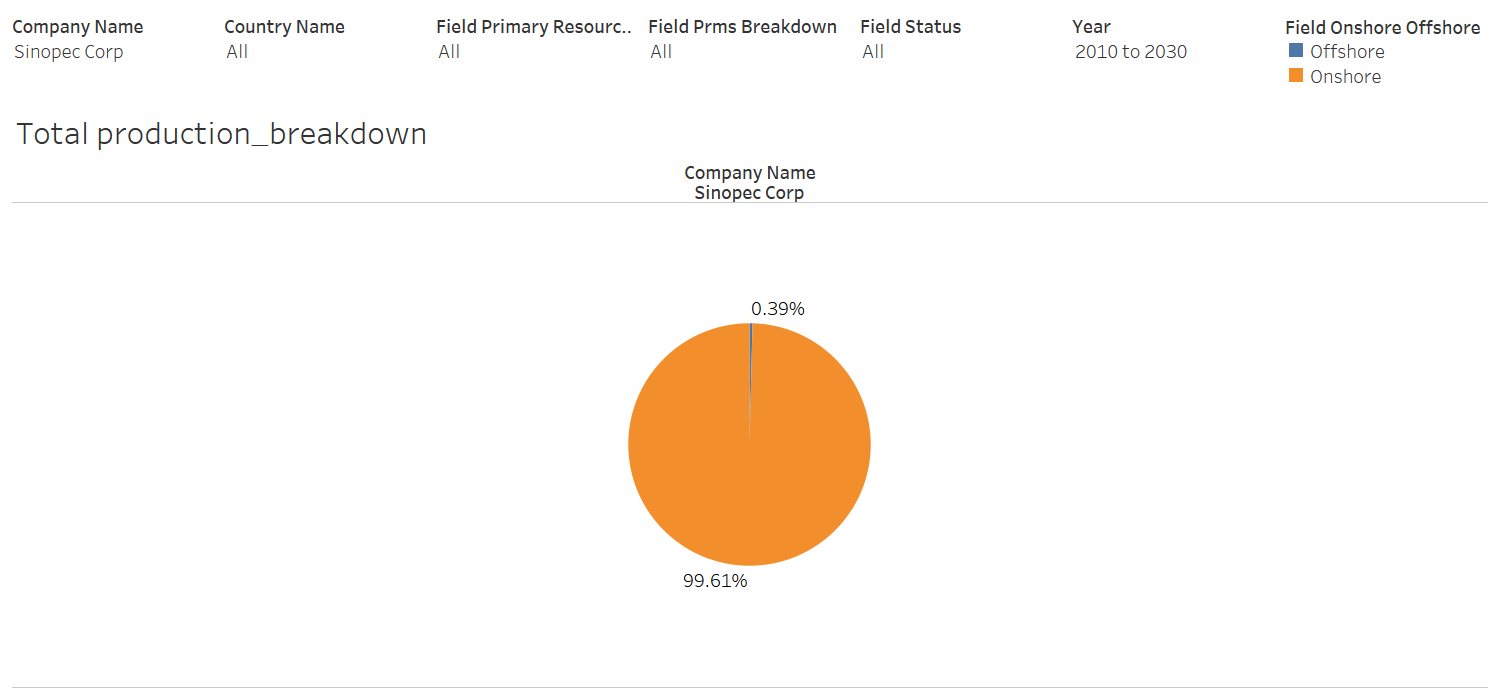 Company Name
Sinopec Corp
Country Name
All
Field Primary Resourc..
All
Field Prms Breakdown
All
Field Status
All
Year
2010 to 2030
Field Onshore Offshore
Offshore
Onshore
Total production_breakdown
Company Name
Sinopec Corp
0.39%
99.61%